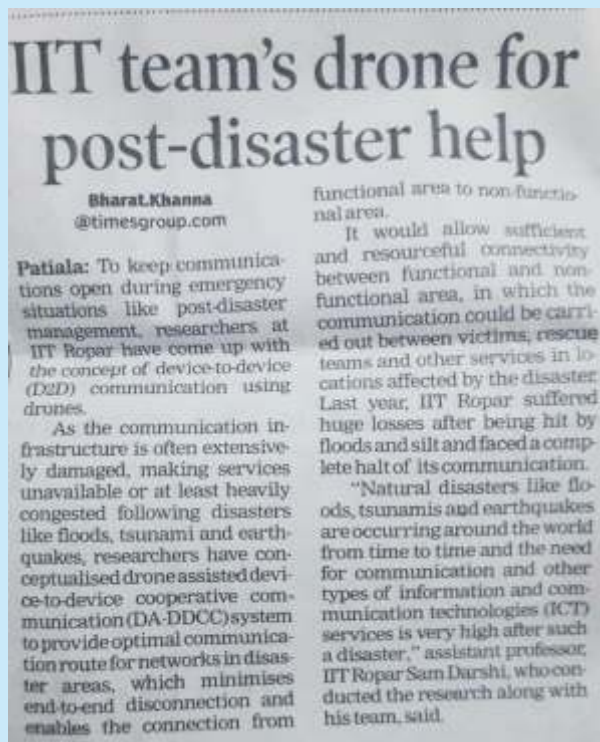 IIT team's drone for
post-disaster help
Bharat.Khanna
@timesgroup.com
Patiala: To keep communica-
tions open during emergency
situations like post-disaster
management, researchers at
IIT Ropar have come up with
the concept of device-to-device
(D2D) communication using
drones.
As the communication in-
frastructure is often extensive-
ly damaged, making services
unavailable or at least heavily
congested following disasters
like floods, tsunami and earth-
quakes, researchers have con-
ceptualised drone assisted devi-
ce-to-device cooperative com-
munication (DA-DDCC) system
to provide optimal communica-
tion route for networks in disas-
ter areas, which minimises
end-to-end disconnection and
enables the connection from
functional area to non-functio-
nal area.
It would allow sufficient
and resourceful connectivity
between functional and non-
functional area, in which the
communication could be carri-
ed out between victims, rescue
teams and other services in lo-
cations affected by the disaster.
Last year, IIT Ropar suffered
huge losses after being hit by
floods and silt and faced a comp-
lete halt of its communication.
"Natural disasters like flo-
ods, tsunamis and earthquakes
are occurring around the world
from time to time and the need
for communication and other
types of information and com-
munication technologies (ICT)
services is very high after such
a disaster," assistant professor,
IIT Ropar Sam Darshi, who con-
ducted the research along with
his team, said.